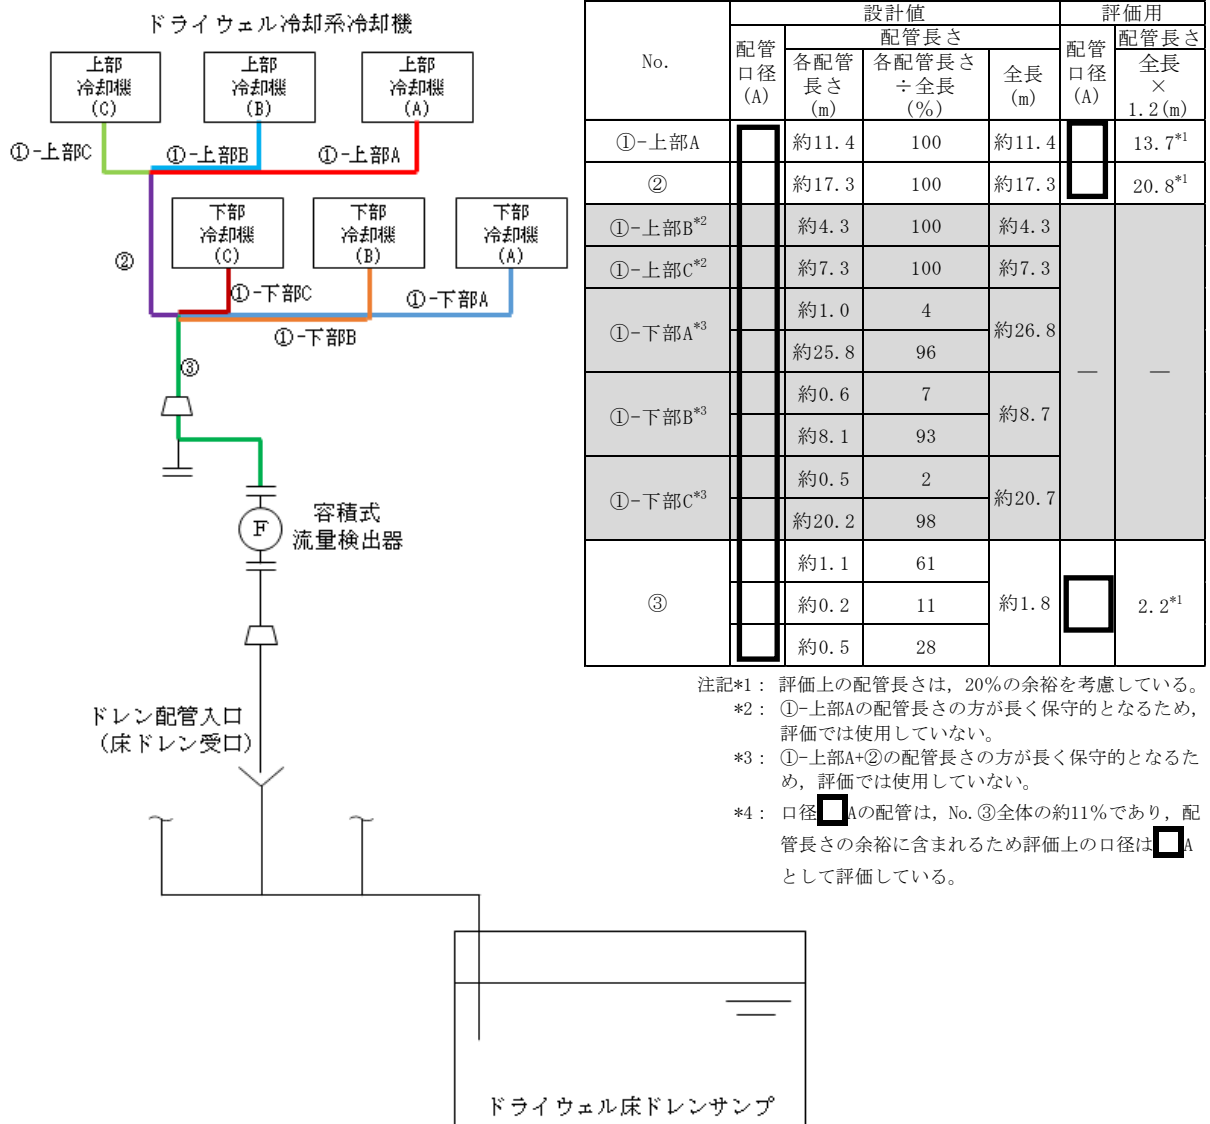 ドライウェル冷却系冷却機
上部
冷却機
(C)
上部
冷却機
(B)
上部
冷却機
(A)
①-上部C
①-上部B
①-上部A
下部
冷却機
(C)
下部
冷却機
(B)
下部
冷却機
(A)
②
①-下部C
①-下部A
①-下部B
③
容積式
流量検出器
F
ドレン配管入口
（床ドレン受口）
ドライウェル床ドレンサンプ
No.
設計値
評価用
配管
口径
(A)
配管長さ
配管
口径
(A)
配管長さ
各配管
長さ
(m)
各配管長さ
÷全長
(%)
全長
(m)
全長
×
1.2(m)
①-上部A 約11.4 100 約11.4 13.7*1
② 約17.3 100 約17.3 20.8*1
①-上部B*2 約4.3 100 約4.3
①-上部C*2 約7.3 100 約7.3
①-下部A*3 約1.0 4 約26.8
約25.8 96
— —
①-下部B*3 約0.6 7 約8.7
約8.1 93
①-下部C*3 約0.5 2 約20.7
約20.2 98
③ 約1.1 61 約1.8 2.2*1
約0.2 11
約0.5 28
注記*1： 評価上の配管長さは，20％の余裕を考慮している。
*2： ①-上部Aの配管長さの方が長く保守的となるため，
評価では使用していない。
*3： ①-上部A+②の配管長さの方が長く保守的となるた
め，評価では使用していない。
*4： 口径 Aの配管は，No.③全体の約11％であり，配
管長さの余裕に含まれるため評価上の口径は A
として評価している。